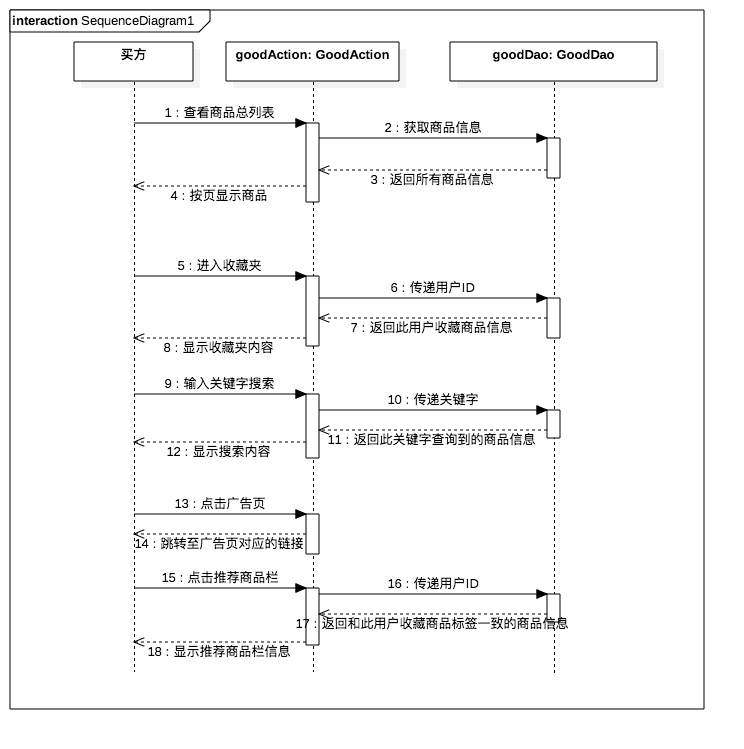 interaction SequenceDiagram1
买方
goodAction: GoodAction
goodDao: GoodDao
1 : 查看商品总列表
2 : 获取商品信息
3 : 返回所有商品信息
4 : 按页显示商品
5 : 进入收藏夹
6 : 传递用户ID
7 : 返回此用户收藏商品信息
8 : 显示收藏夹内容
9 : 输入关键字搜索
10 : 传递关键字
11 : 返回此关键字查询到的商品信息
12 : 显示搜索内容
13 : 点击广告页
14 : 跳转至广告页对应的链接
15 : 点击推荐商品栏
16 : 传递用户ID
17 : 返回和此用户收藏商品标签一致的商品信息
18 : 显示推荐商品栏信息